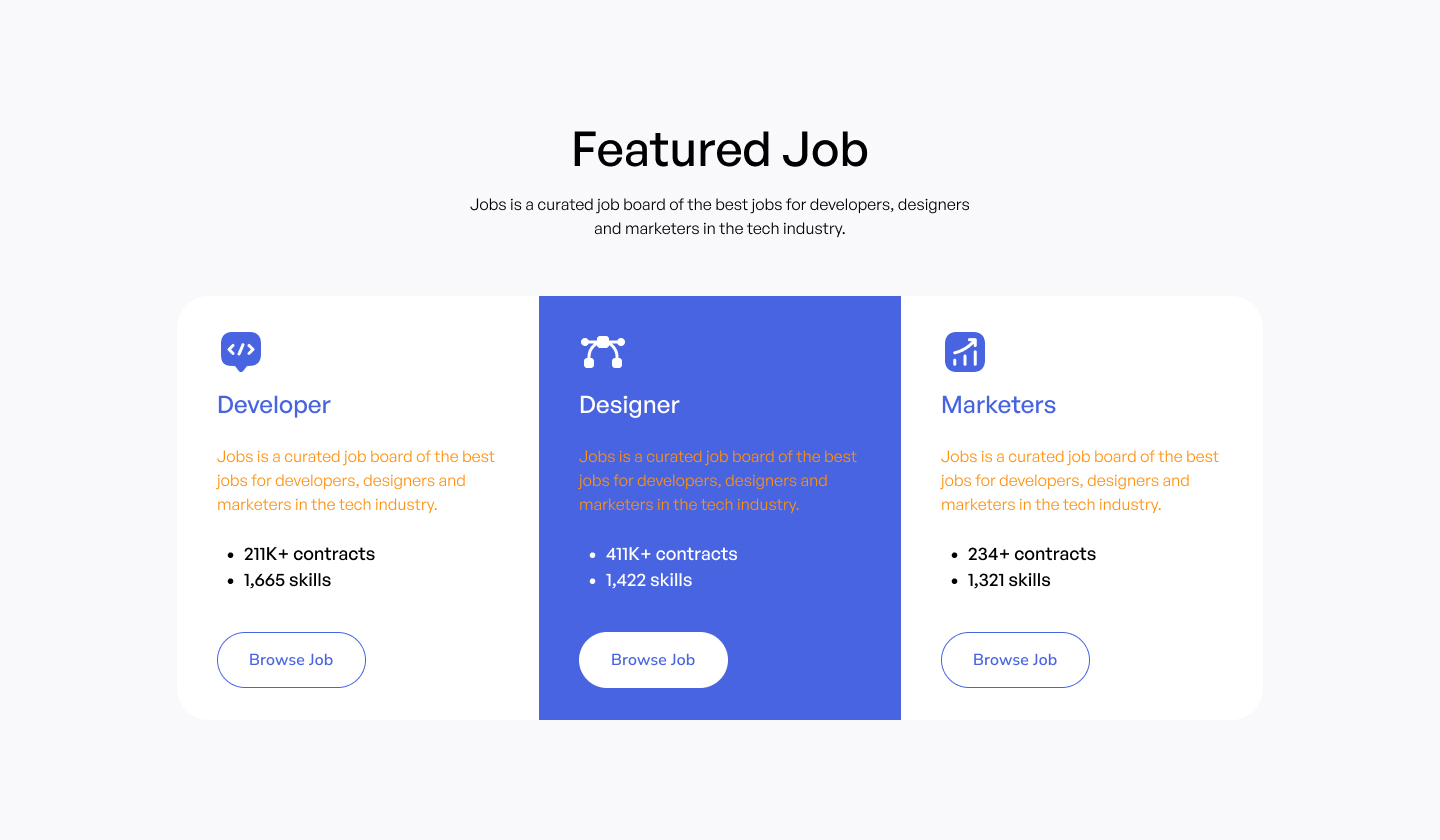 Featured Job
Jobs is a curated job board of the best jobs for developers, designers
and marketers in the tech industry.
Developer
Jobs is a curated job board of the best
jobs for developers, designers and
marketers in the tech industry.
• 211K+ contracts
• 1,665 skills
Browse Job
Designer
Jobs is a curated job board of the best
jobs for developers, designers and
marketers in the tech industry.
• 411K+ contracts
• 1,422 skills
Browse Job
Marketers
Jobs is a curated job board of the best
jobs for developers, designers and
marketers in the tech industry.
• 234+ contracts
• 1,321 skills
Browse Job